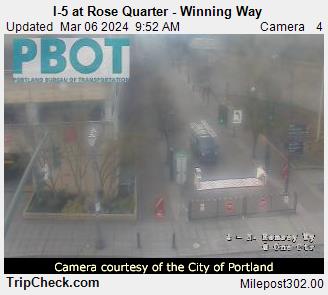 I-5 at Rose Quarter - Winning Way
Updated Mar 06 2024 9:52 AM Camera 4
PBOT
PORTLAND BUREAU OF TRANSPORTATION
Camera courtesy of the City of Portland
TripCheck.com Milepost302.00